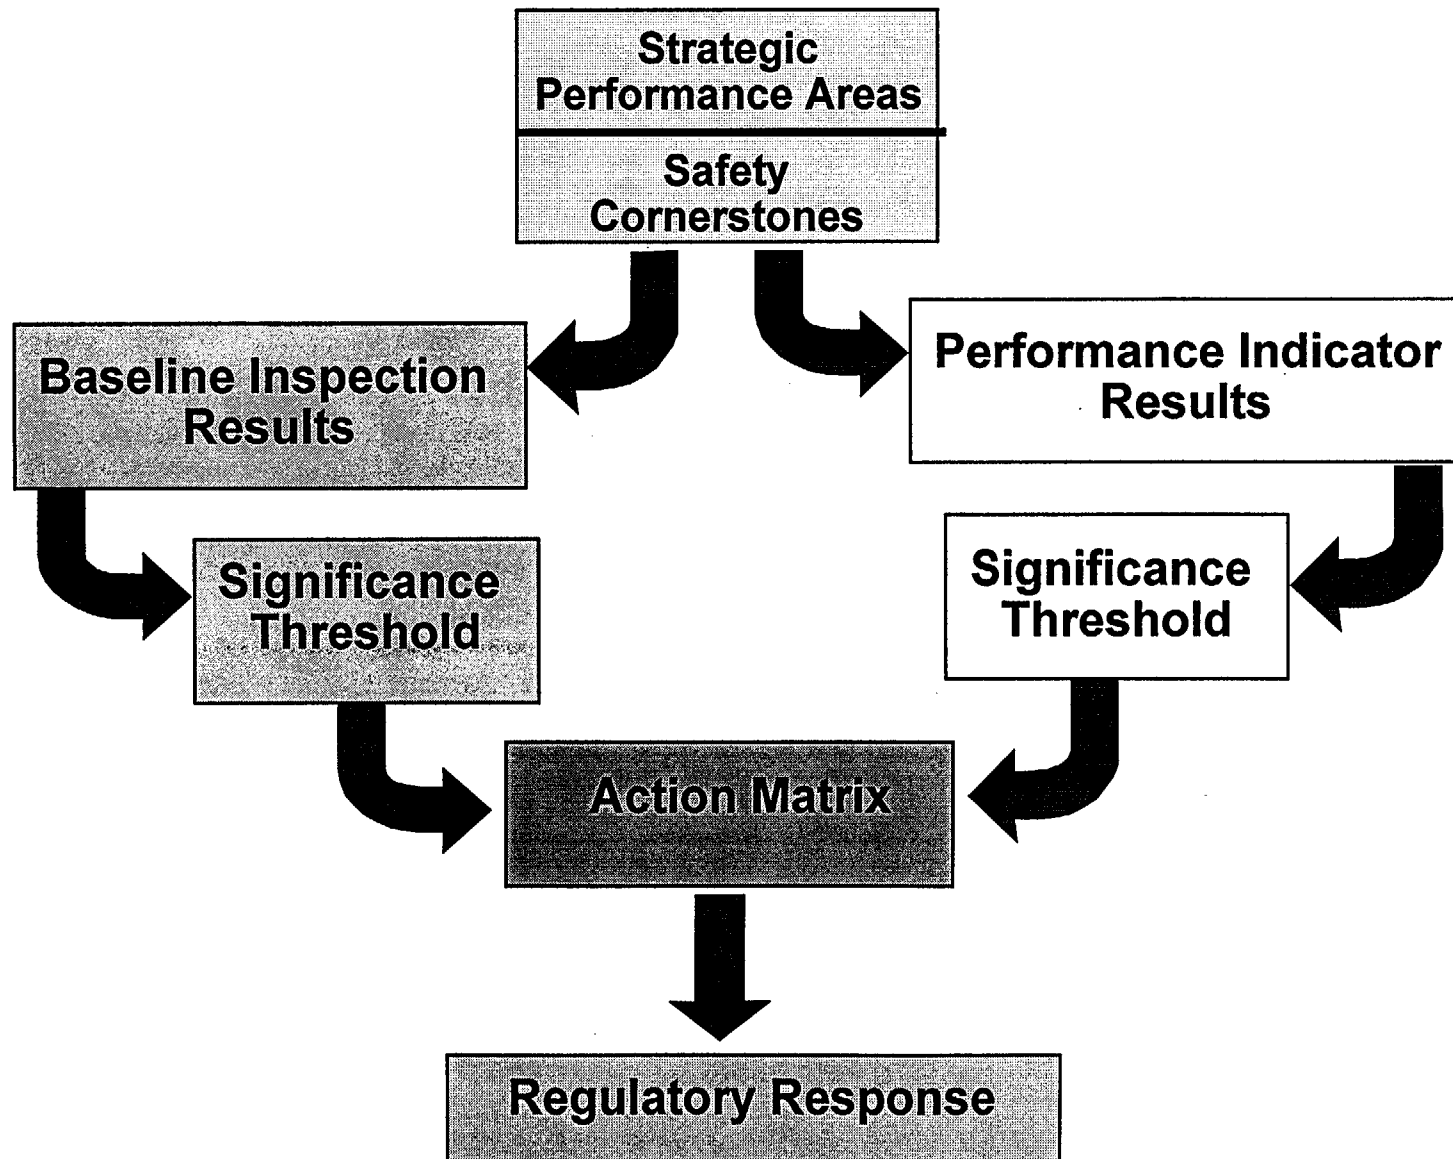 Strategic
Performance Areas
Safety
Cornerstones
Baseline Inspection
Results
Performance Indicator
Results
Significance
Threshold
Significance
Threshold
Action Matrix
Regulatory Response